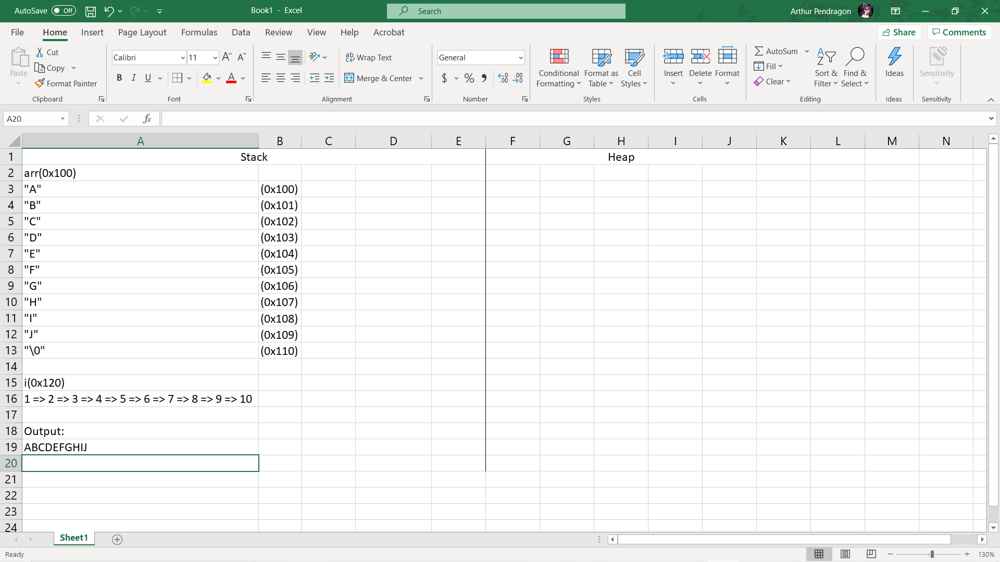 AutoSave Off Book1 - Excel Search Arthur Pendragon
File Home Insert Page Layout Formulas Data Review View Help Acrobat Share Comments
Paste Cut Copy Format Painter Clipboard
Calibri 11 B I U A Font
Wrap Text Merge & Center Alignment
General $ % Number
Conditional Formatting Format as Table Cell Styles Styles
Insert Delete Format Cells
AutoSum Fill Clear Sort & Filter Find & Select Editing
Ideas Ideas
Sensitivity Sensitivity
A20 fx
A B C D E F G H I J K L M N
1 Stack Heap
2 arr(0x100)
3 "A" (0x100)
4 "B" (0x101)
5 "C" (0x102)
6 "D" (0x103)
7 "E" (0x104)
8 "F" (0x105)
9 "G" (0x106)
10 "H" (0x107)
11 "I" (0x108)
12 "J" (0x109)
13 "\0" (0x110)
14
15 i(0x120)
16 1 => 2 => 3 => 4 => 5 => 6 => 7 => 8 => 9 => 10
17
18 Output:
19 ABCDEFGHIJ
20
21
22
23
24
Sheet1
Ready 130%